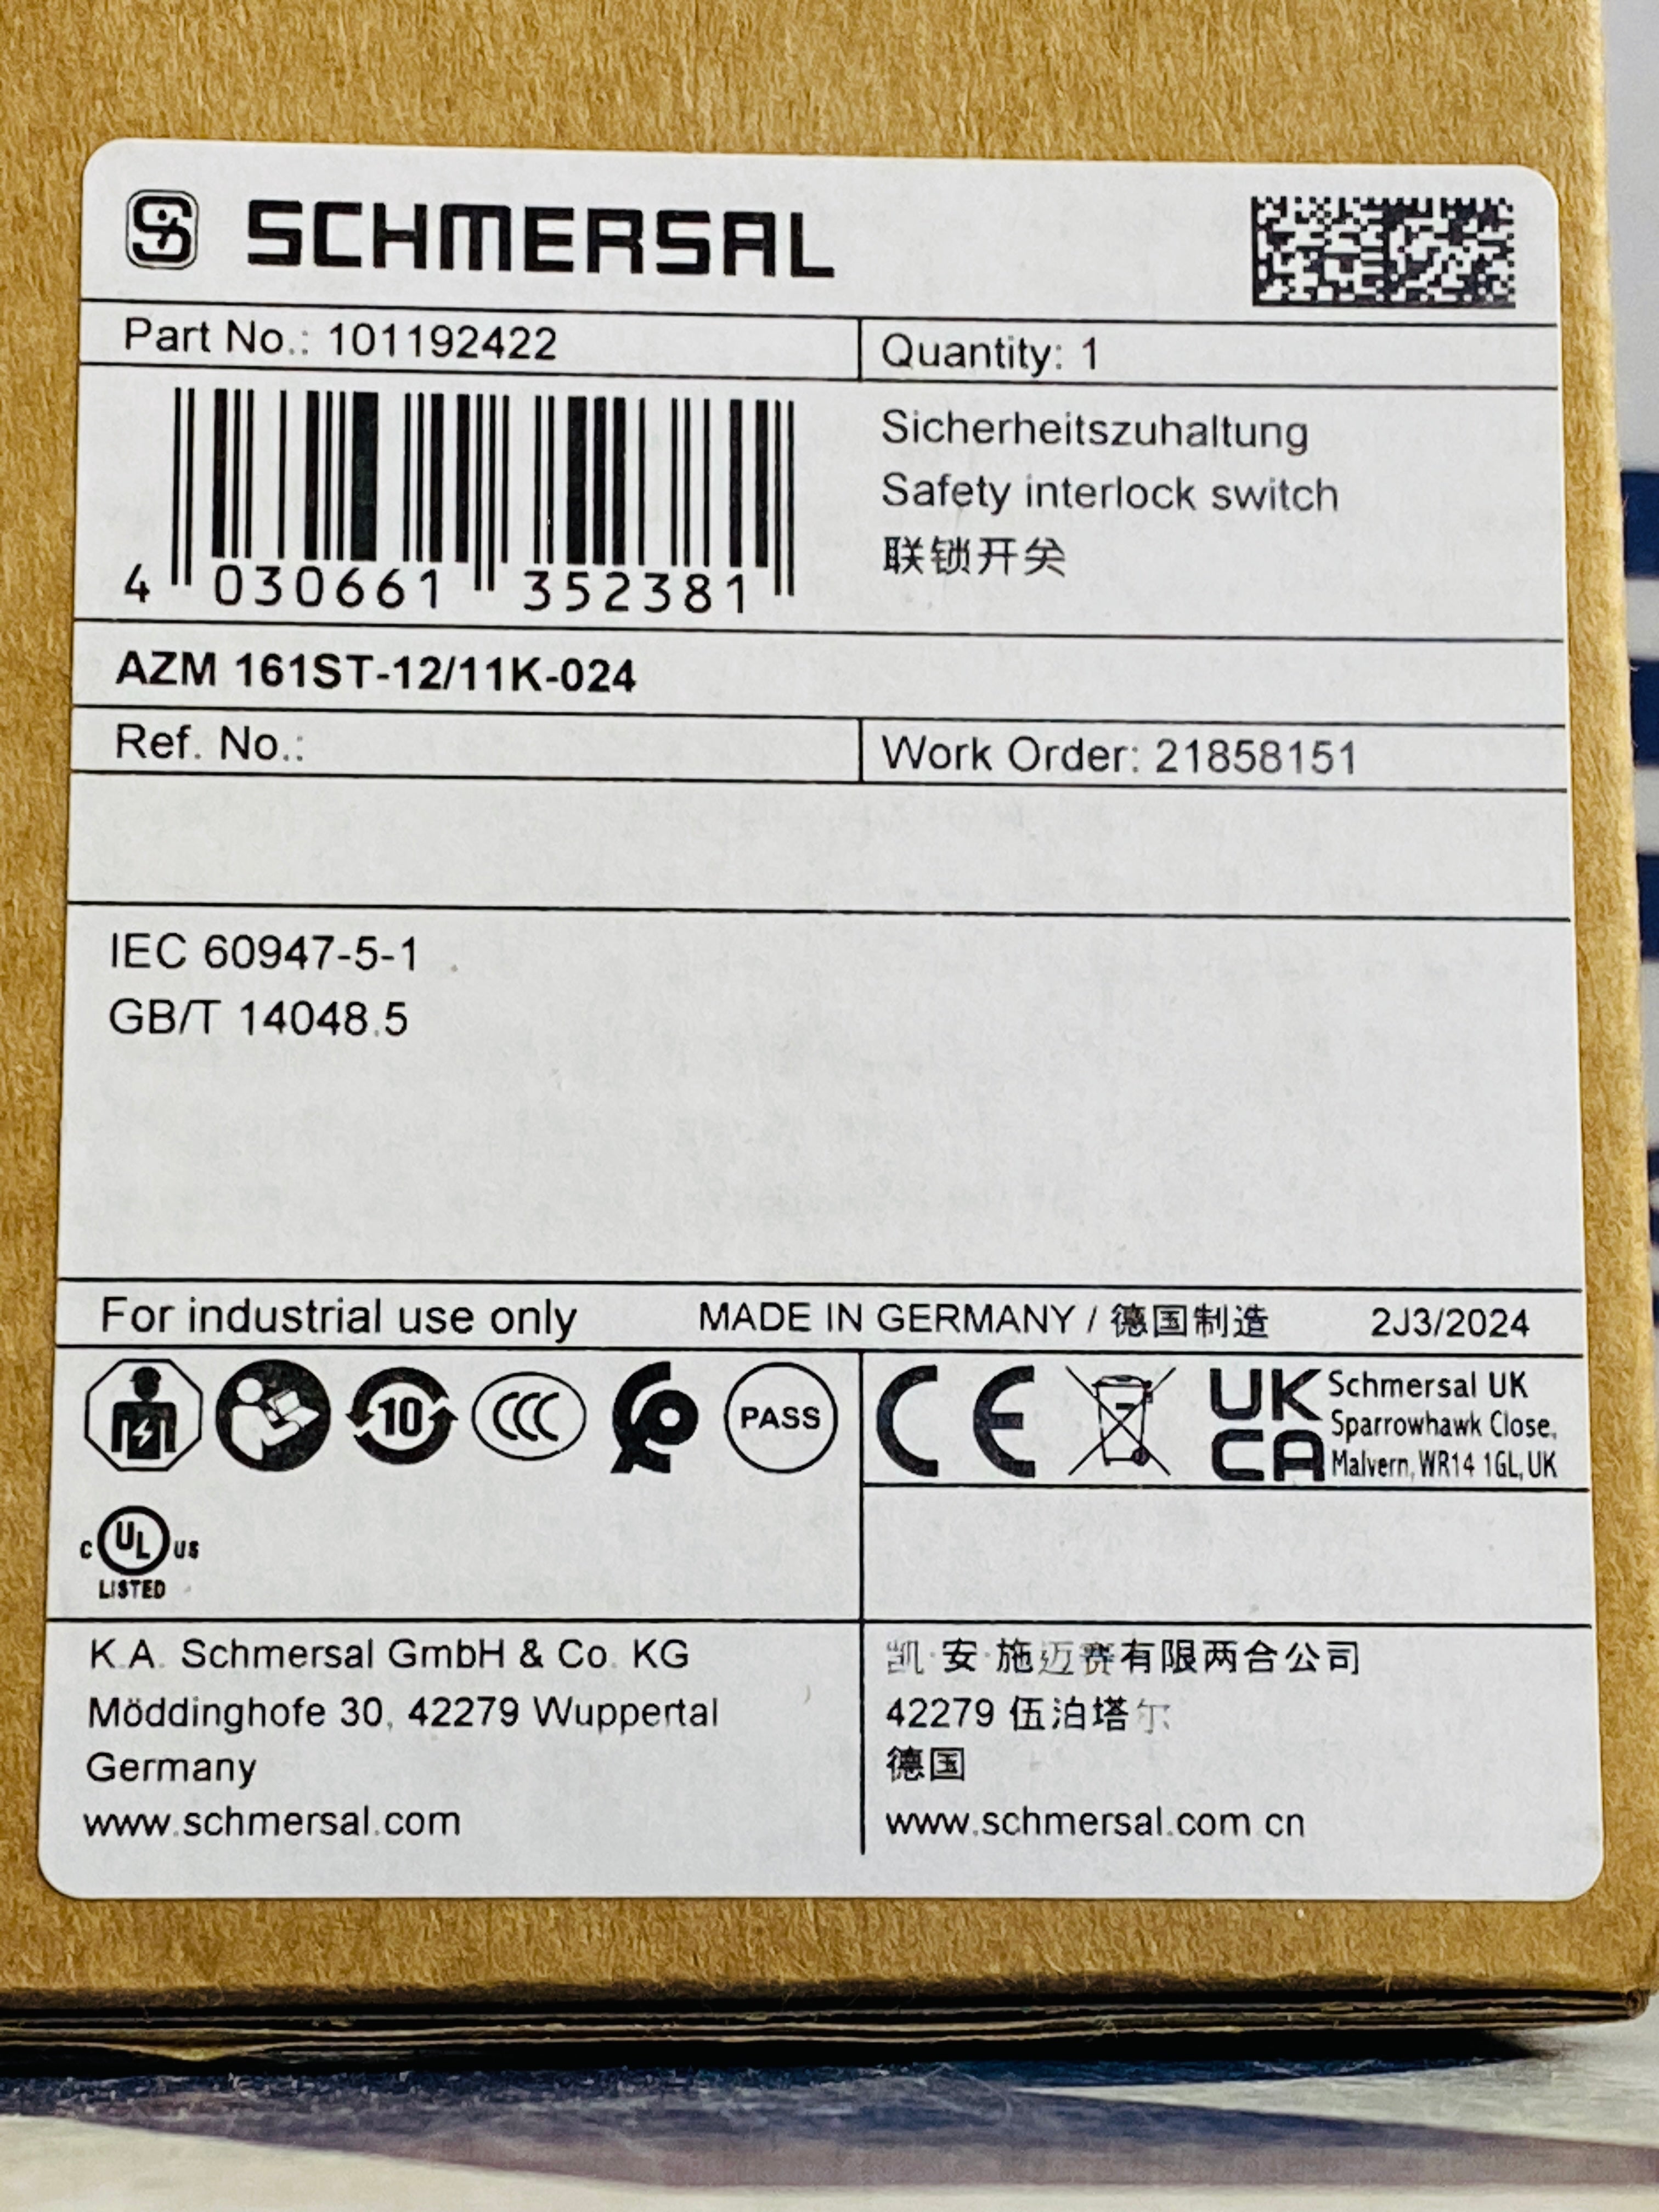 SCHMERSAL
Part No.: 101192422
Quantity: 1
4 030661 352381
Sicherheitszuhaltung
Safety interlock switch
联锁开关
AZM 161ST-12/11K-024
Ref. No.:
Work Order: 21858151
IEC 60947-5-1
GB/T 14048.5
For industrial use only
MADE IN GERMANY / 德国制造
2J3/2024
10
CCC
PASS
CE
UK
CA
Schmersal UK
Sparrowhawk Close,
Malvern, WR14 1GL, UK
c UL us
LISTED
K.A. Schmersal GmbH & Co. KG
Möddinghofe 30, 42279 Wuppertal
Germany
www.schmersal.com
凯·安·施迈赛有限两合公司
42279 伍泊塔尔
德国
www.schmersal.com.cn